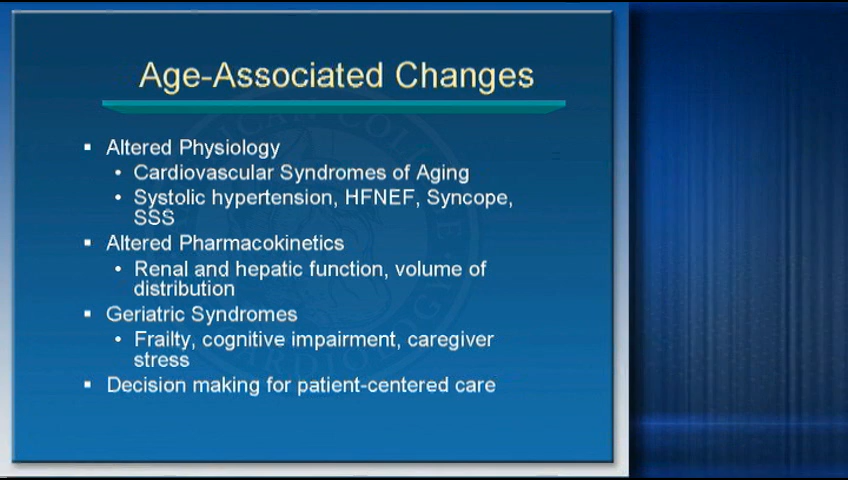 Age-Associated Changes
▪ Altered Physiology
• Cardiovascular Syndromes of Aging
• Systolic hypertension, HFNEF, Syncope,
SSS
▪ Altered Pharmacokinetics
• Renal and hepatic function, volume of
distribution
▪ Geriatric Syndromes
• Frailty, cognitive impairment, caregiver
stress
▪ Decision making for patient-centered care